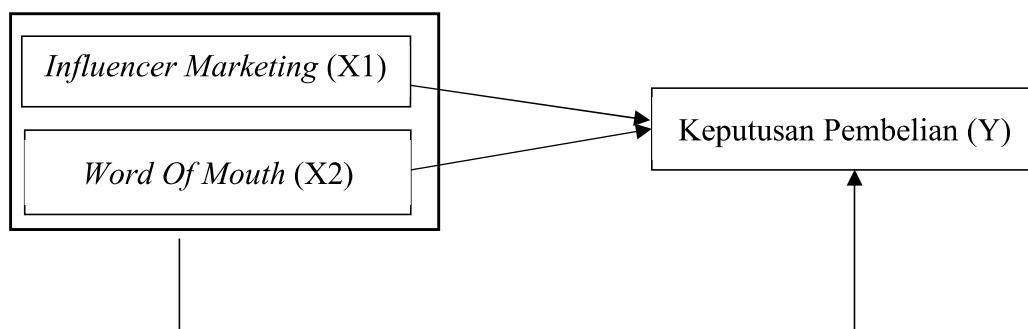 Influencer Marketing (X1)
Keputusan Pembelian (Y)
Word Of Mouth (X2)